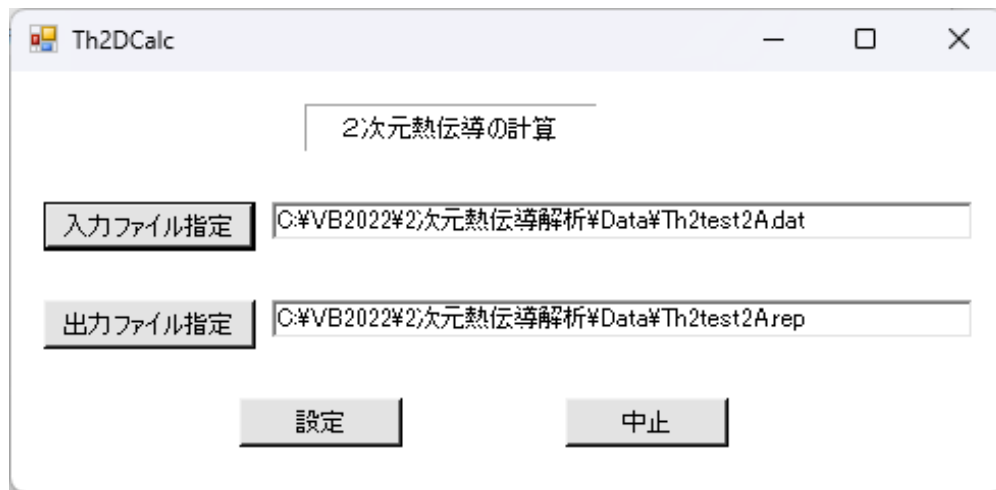 Th2DCalc
２次元熱伝導の計算
入力ファイル指定 C:¥VB2022¥2次元熱伝導解析¥Data¥Th2test2A.dat
出力ファイル指定 C:¥VB2022¥2次元熱伝導解析¥Data¥Th2test2A.rep
設定 中止